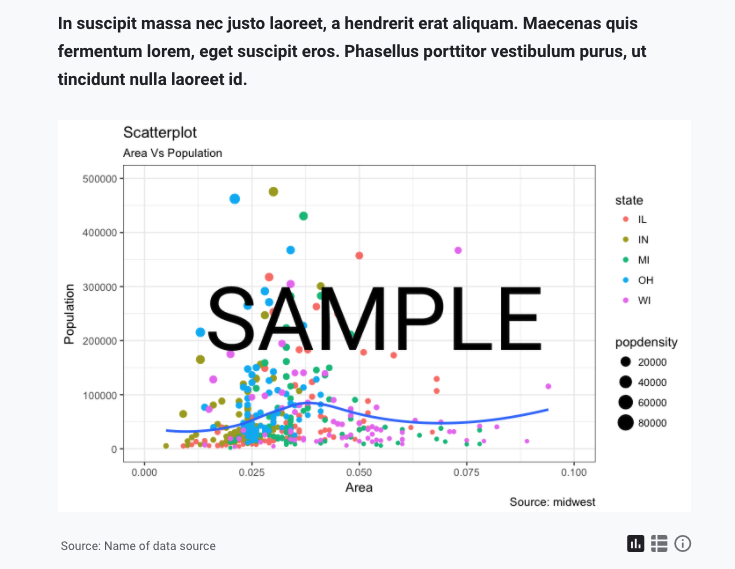 In suscipit massa nec justo laoreet, a hendrerit erat aliquam. Maecenas quis
fermentum lorem, eget suscipit eros. Phasellus porttitor vestibulum purus, ut
tincidunt nulla laoreet id.
Scatterplot
Area Vs Population
500000
400000
300000
200000
100000
0
Population
SAMPLE
0.000 0.025 0.050 0.075 0.100
Area
Source: midwest
state
IL
IN
MI
OH
WI
popdensity
20000
40000
60000
80000
Source: Name of data source